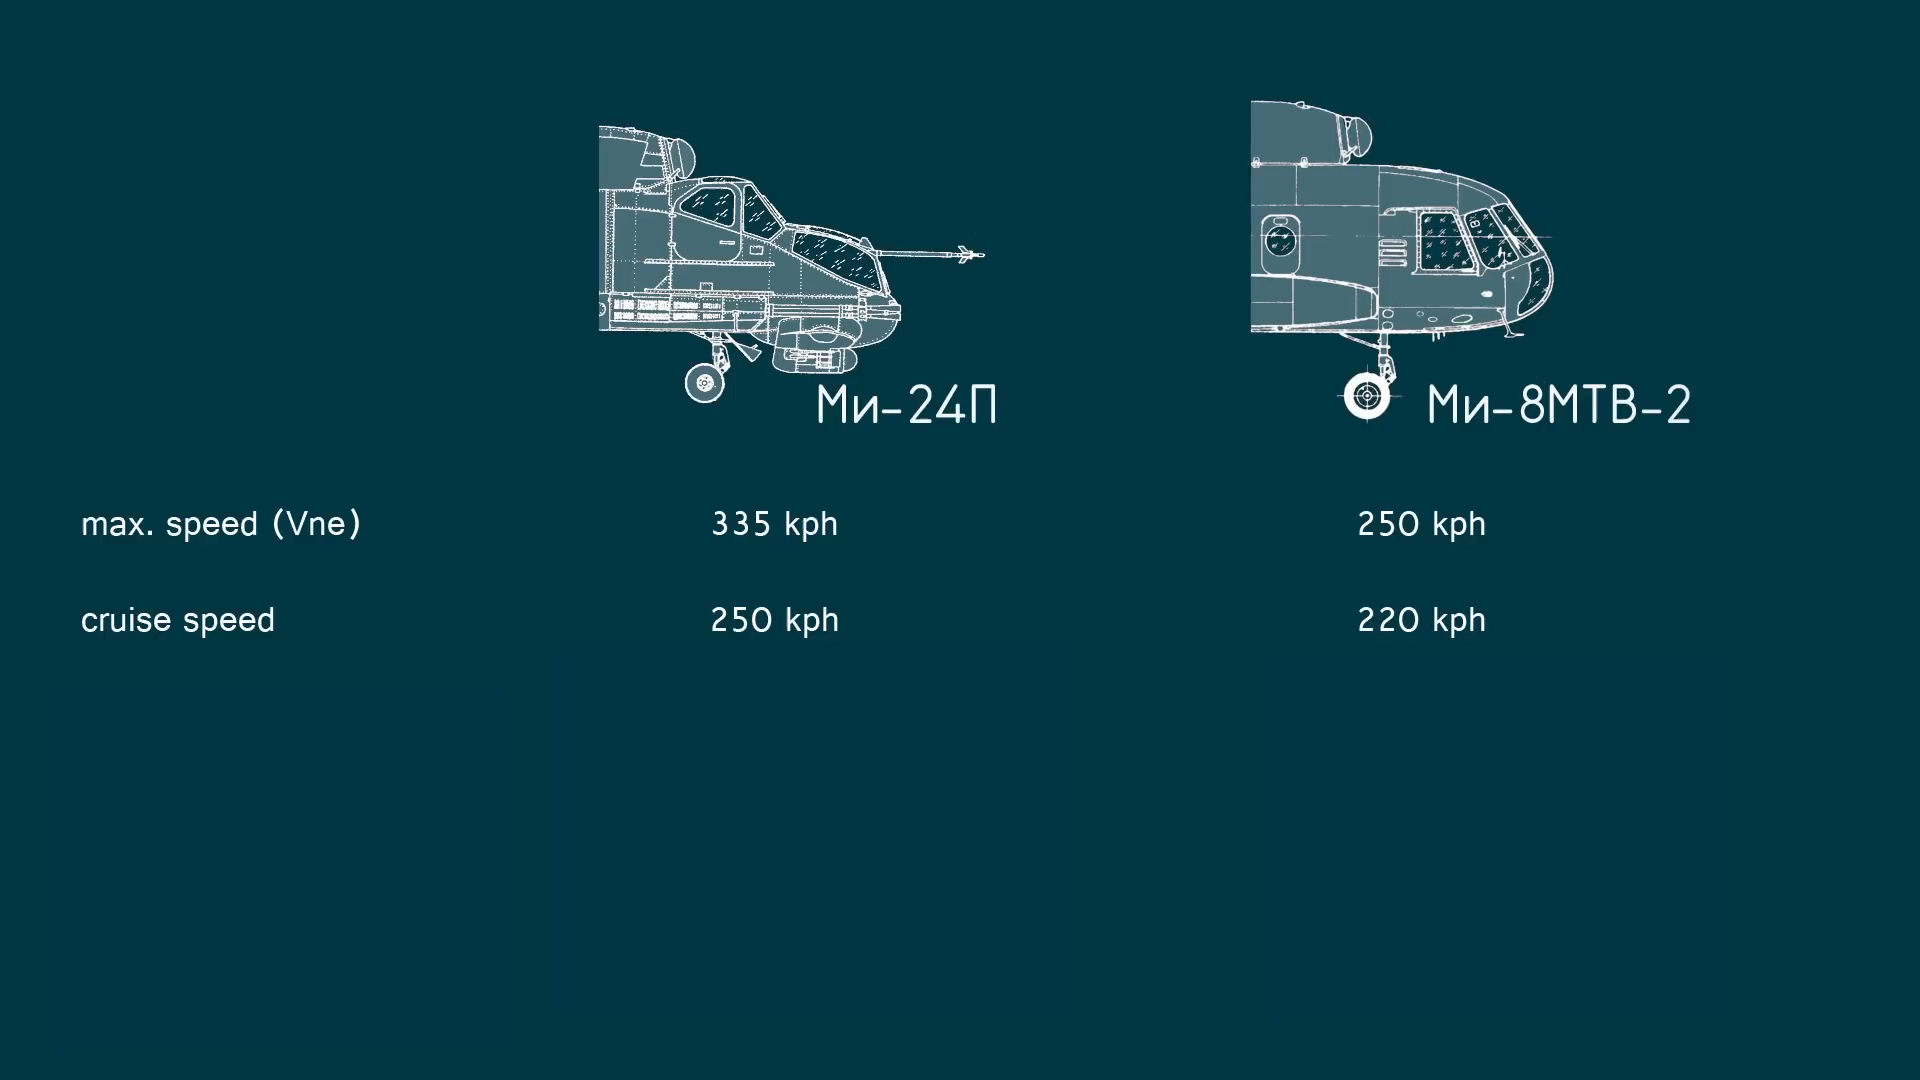 Ми-24П
Ми-8МТВ-2
max. speed (Vne) 335 kph 250 kph
cruise speed 250 kph 220 kph